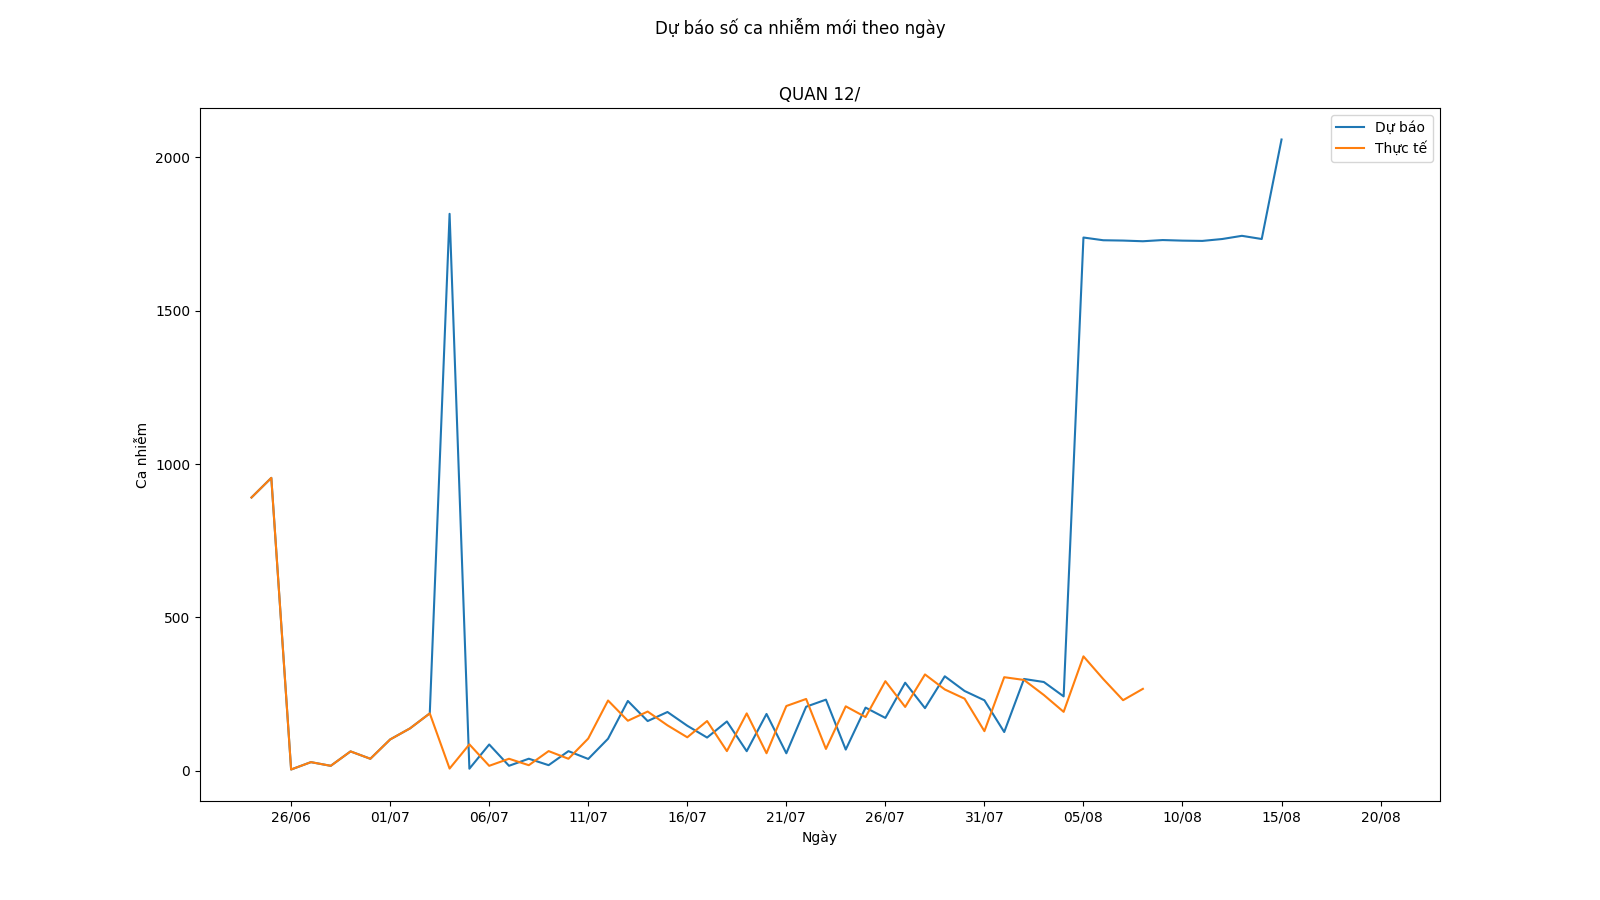 Dự báo số ca nhiễm mới theo ngày
QUAN 12/
Dự báo
Thực tế
2000
1500
1000
500
0
Ca nhiễm
26/06 01/07 06/07 11/07 16/07 21/07 26/07 31/07 05/08 10/08 15/08 20/08
Ngày